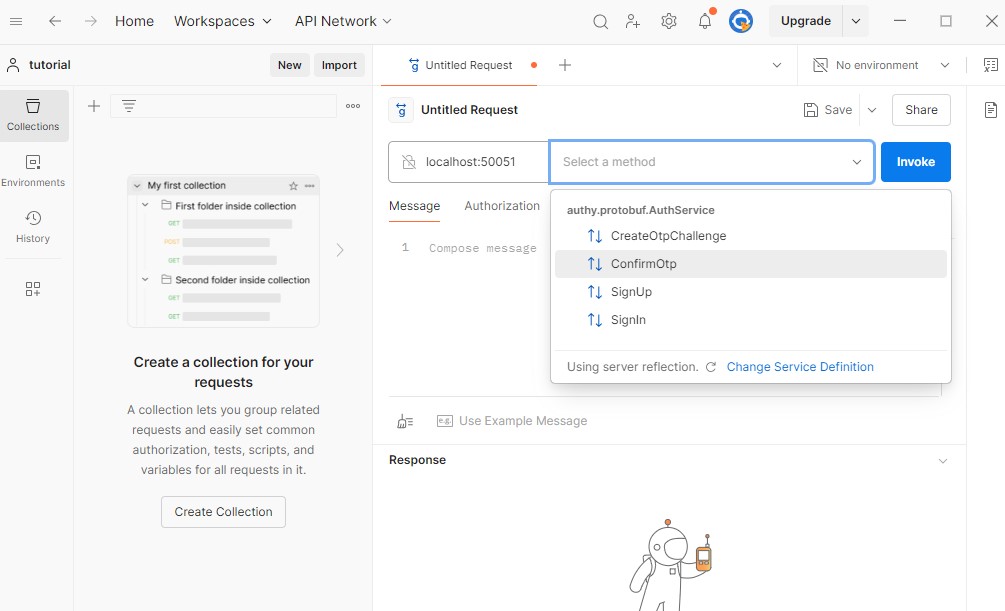 Home Workspaces API Network Upgrade
tutorial New Import
Untitled Request No environment
Collections
Environments
History
My first collection
First folder inside collection
GET
POST
GET
Second folder inside collection
GET
GET
Create a collection for your
requests
A collection lets you group related
requests and easily set common
authorization, tests, scripts, and
variables for all requests in it.
Create Collection
Untitled Request Save Share
localhost:50051 Select a method Invoke
Message Authorization
1 Compose message
authy.protobuf.AuthService
CreateOtpChallenge
ConfirmOtp
SignUp
SignIn
Using server reflection. Change Service Definition
e.g. Use Example Message
Response